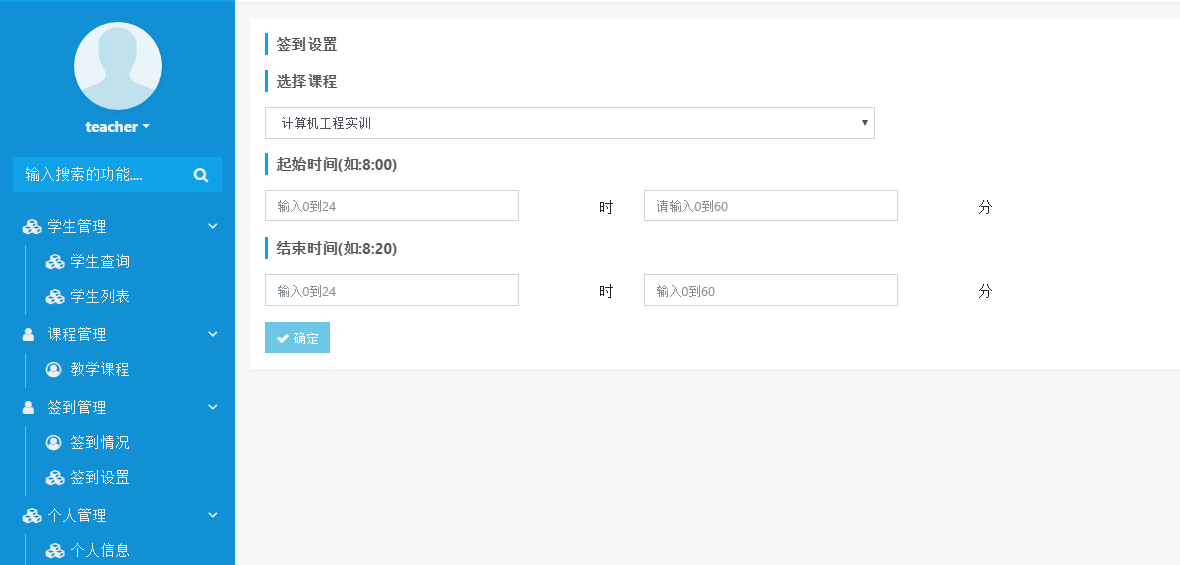 teacher
输入搜索的功能....
学生管理
学生查询
学生列表
课程管理
教学课程
签到管理
签到情况
签到设置
个人管理
个人信息
签到设置
选择课程
计算机工程实训
起始时间(如:8:00)
输入0到24 时 请输入0到60 分
结束时间(如:8:20)
输入0到24 时 输入0到60 分
确定